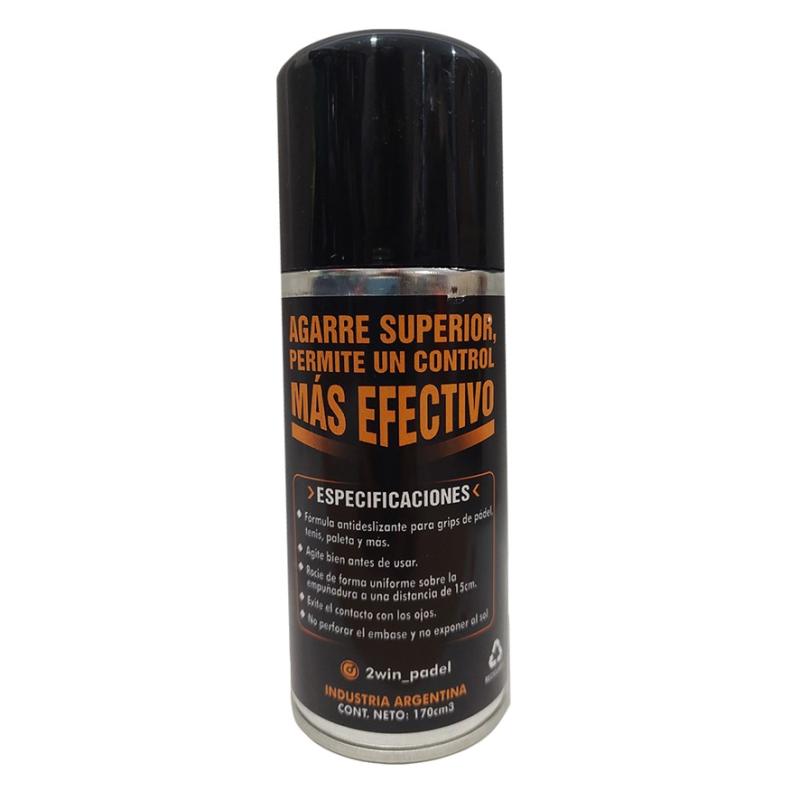 AGARRE SUPERIOR,
PERMITE UN CONTROL
MÁS EFECTIVO
ESPECIFICACIONES
Fórmula antideslizante para grips de padel,
tenis, paleta y más.
Agite bien antes de usar.
Rocíe de forma uniforme sobre la
empuñadura a una distancia de 15cm.
Evite el contacto con los ojos.
No perforar el embase y no exponer al sol
2win_padel
INDUSTRIA ARGENTINA
CONT. NETO: 170cm3